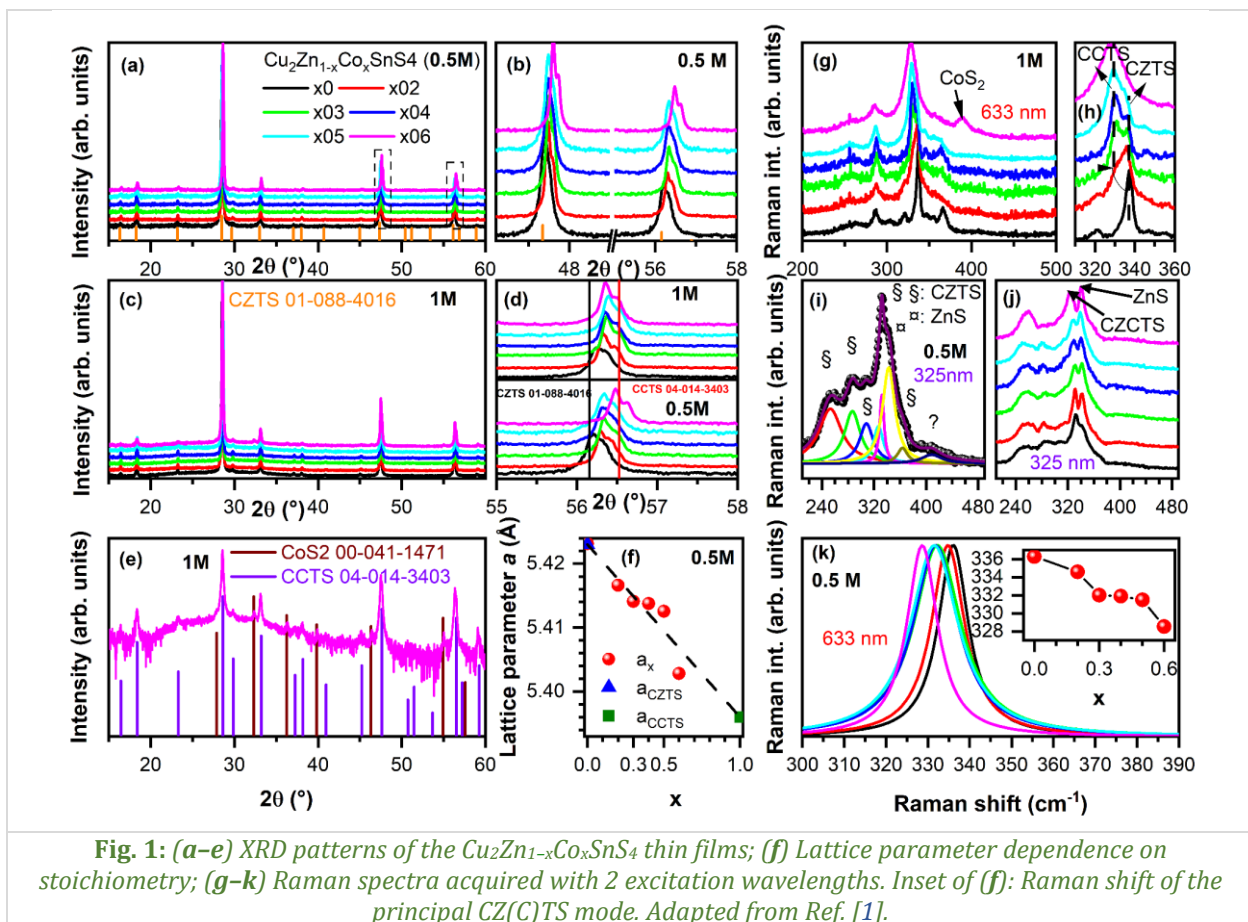 Intensity (arb. units)
(a)
Cu₂Zn₁₋ₓCoₓSnS4 (0.5M)
x0 x02
x03 x04
x05 x06
15 20 30 40 50 60
2θ (°)
(b) 0.5 M
48 56 58
2θ (°)
Raman int. (arb. units)
(g) 1M
CoS₂
633 nm
200 300 400 500
CCTS
CZTS
(h)
320 340 360
Intensity (arb. units)
(c) CZTS 01-088-4016 1M
15 20 30 40 50 60
2θ (°)
(d) 1M
CZTS 01-088-4016
CCTS 04-014-3403
0.5M
55 56 57 58
2θ (°)
Raman int. (arb. units)
(i)
§ §: CZTS
¤: ZnS
¤
0.5M
325nm
§
§
§
§
?
240 320 400 480
(j)
ZnS
CZCTS
325 nm
240 320 400 480
Intensity (arb. units)
(e) 1M
CoS2 00-041-1471
CCTS 04-014-3403
15 20 30 40 50 60
2θ (°)
Lattice parameter a (Å)
(f) 0.5M
5.42
5.41
5.40
aₓ
a_CZTS
a_CCTS
0.0 0.3 0.5 1.0
x
Raman int. (arb. units)
(k)
0.5 M
633 nm
336
334
333
331
329
328
0.0 0.3 0.6
x
300 310 320 330 340 350 360 370 380 390
Raman shift (cm⁻¹)
Fig. 1: (a–e) XRD patterns of the Cu₂Zn₁₋ₓCoₓSnS₄ thin films; (f) Lattice parameter dependence on
stoichiometry; (g–k) Raman spectra acquired with 2 excitation wavelengths. Inset of (f): Raman shift of the
principal CZ(C)TS mode. Adapted from Ref. [1].